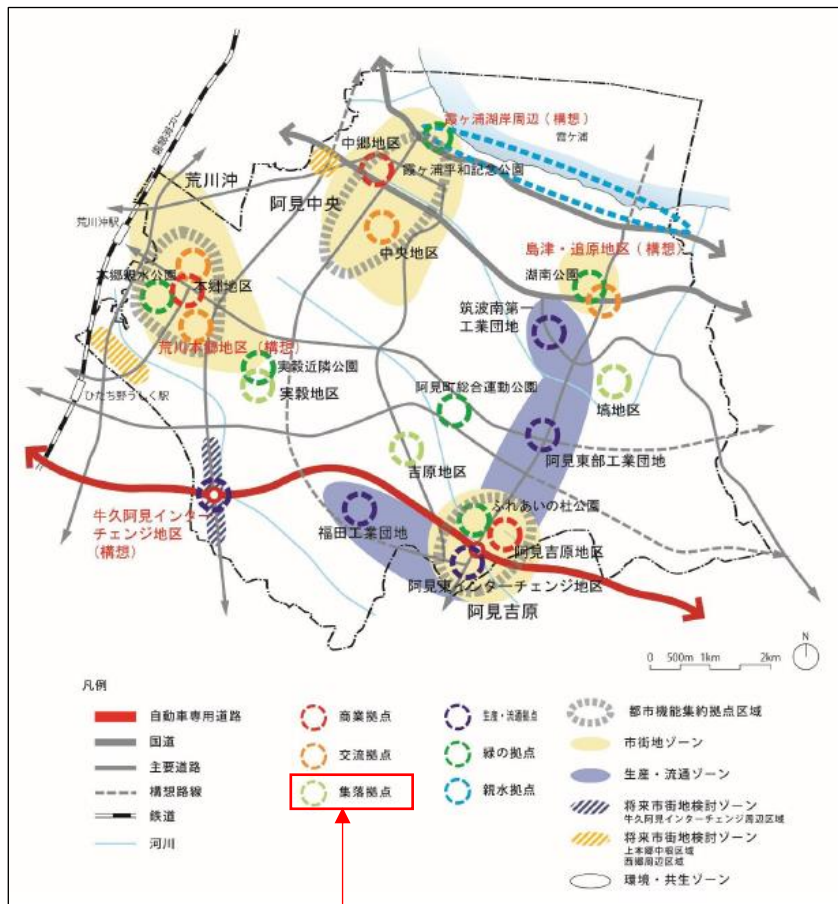 霞ヶ浦湖岸周辺（構想）
霞ケ浦
中郷地区
霞ヶ浦平和記念公園
荒川沖
阿見中央
荒川沖駅
中央地区
島津・追原地区（構想）
湖南公園
本郷親水公園
本郷地区
筑波南第一
工業団地
荒川本郷地区（構想）
実穀近隣公園
実穀地区
ひたち野うしく駅
阿見町総合運動公園
塙地区
阿見東部工業団地
吉原地区
牛久阿見インター
チェンジ地区
（構想）
福田工業団地
ふれあいの杜公園
阿見吉原地区
阿見東インターチェンジ地区
阿見吉原
N
0 500m 1km 2km
凡例
自動車専用道路
国道
主要道路
構想路線
鉄道
河川
商業拠点
交流拠点
集落拠点
生産・流通拠点
緑の拠点
親水拠点
都市機能集約拠点区域
市街地ゾーン
生産・流通ゾーン
将来市街地検討ゾーン
牛久阿見インターチェンジ周辺区域
将来市街地検討ゾーン
上本郷中根区域
西郷周辺区域
環境・共生ゾーン